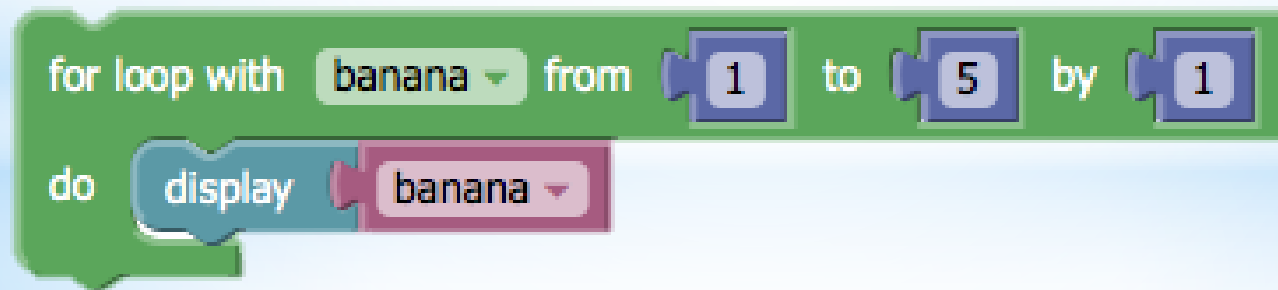 for loop with banana from 1 to 5 by 1
do display banana